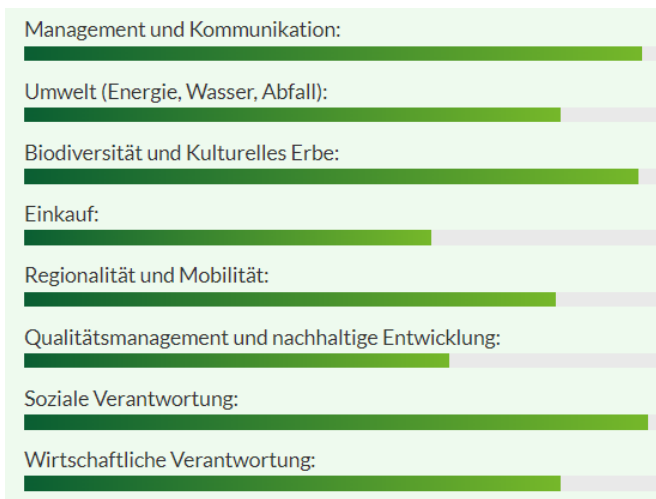 Management und Kommunikation:
Umwelt (Energie, Wasser, Abfall):
Biodiversität und Kulturelles Erbe:
Einkauf:
Regionalität und Mobilität:
Qualitätsmanagement und nachhaltige Entwicklung:
Soziale Verantwortung:
Wirtschaftliche Verantwortung: